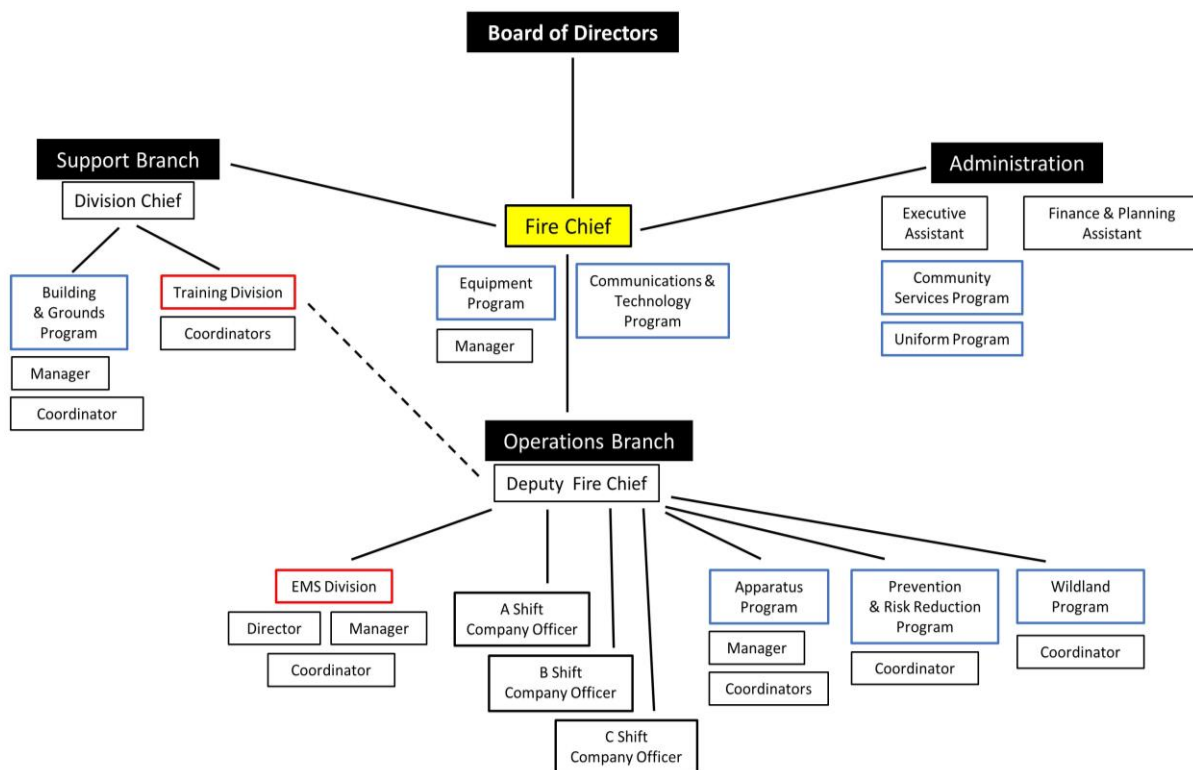 Board of Directors
Support Branch
Division Chief
Administration
Executive
Assistant
Finance & Planning
Assistant
Fire Chief
Building
& Grounds
Program
Training Division
Coordinators
Manager
Coordinator
Equipment
Program
Manager
Communications &
Technology
Program
Community
Services Program
Uniform Program
Operations Branch
Deputy Fire Chief
EMS Division
Director
Manager
Coordinator
A Shift
Company Officer
B Shift
Company Officer
C Shift
Company Officer
Apparatus
Program
Manager
Coordinators
Prevention
& Risk Reduction
Program
Coordinator
Wildland
Program
Coordinator